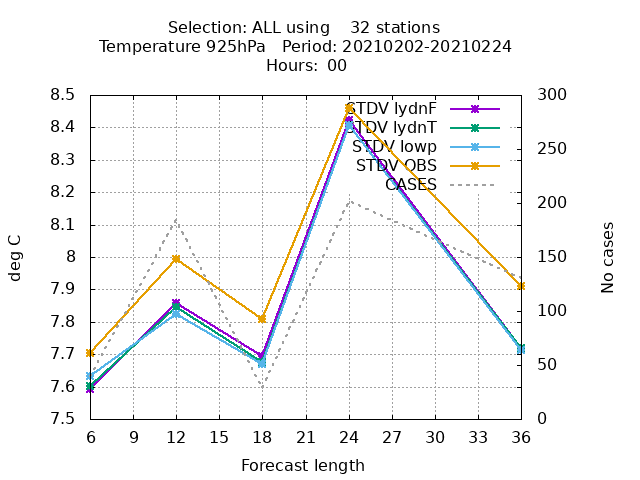 Selection: ALL using    32 stations
Temperature 925hPa   Period: 20210202-20210224
Hours: 00
8.5
8.4
8.3
8.2
8.1
8
7.9
7.8
7.7
7.6
7.5
300
250
200
150
100
50
0
STDV lydnF
STDV lydnT
STDV lowp
STDV OBS
CASES
deg C
No cases
6 9 12 15 18 21 24 27 30 33 36
Forecast length